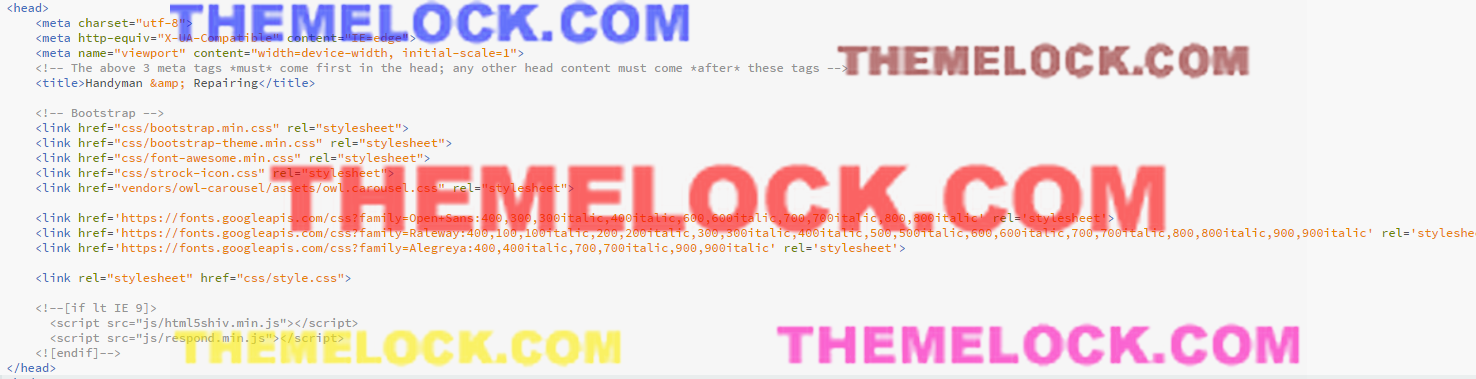 <head>
    <meta charset="utf-8">
    <meta http-equiv="X-UA-Compatible" content="IE=edge">
    <meta name="viewport" content="width=device-width, initial-scale=1">
    <!-- The above 3 meta tags *must* come first in the head; any other head content must come *after* these tags -->
    <title>Handyman &amp; Repairing</title>
    <!-- Bootstrap -->
    <link href="css/bootstrap.min.css" rel="stylesheet">
    <link href="css/bootstrap-theme.min.css" rel="stylesheet">
    <link href="css/font-awesome.min.css" rel="stylesheet">
    <link href="css/strock-icon.css" rel="stylesheet">
    <link href="vendors/owl-carousel/assets/owl.carousel.css" rel="stylesheet">
    <link href='https://fonts.googleapis.com/css?family=Open+Sans:400,300,300italic,400italic,600,600italic,700,700italic,800,800italic' rel='stylesheet'>
    <link href='https://fonts.googleapis.com/css?family=Raleway:400,100,100italic,200,200italic,300,300italic,400italic,500,500italic,600,600italic,700,700italic,800,800italic,900,900italic' rel='styleshe
    <link href='https://fonts.googleapis.com/css?family=Alegreya:400,400italic,700,700italic,900,900italic' rel='stylesheet'>
    <link rel="stylesheet" href="css/style.css">
    <!--[if lt IE 9]>
      <script src="js/html5shiv.min.js"></script>
      <script src="js/respond.min.js"></script>
    <![endif]-->
</head>
THEMELOCK.COM
THEMELOCK.COM
THEMELOCK.COM
THEMELOCK.COM
THEMELOCK.COM